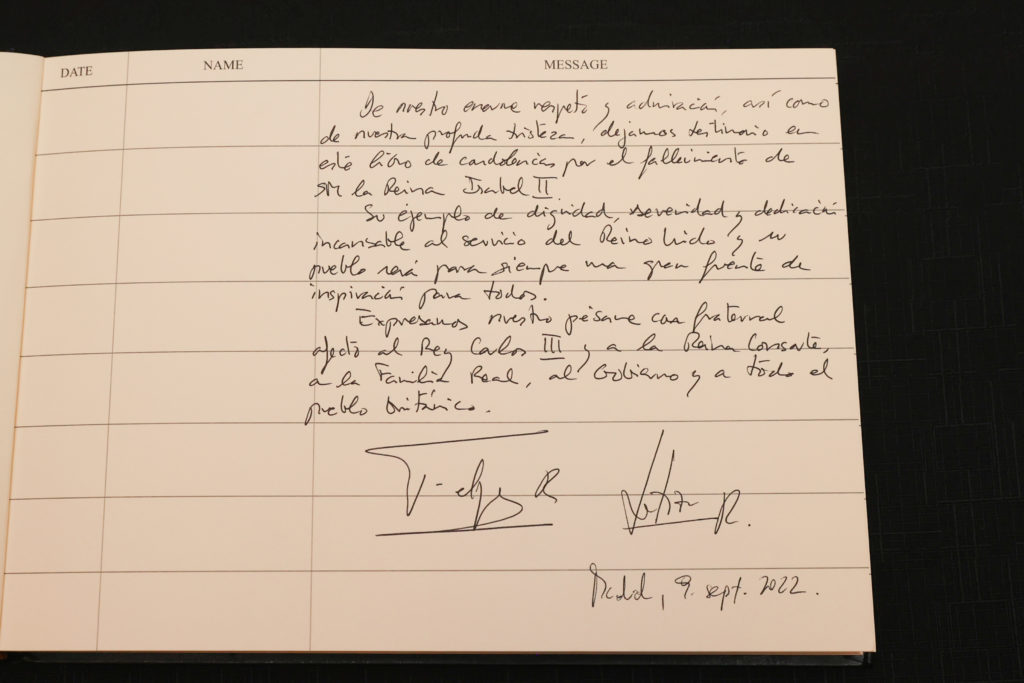 DATE NAME MESSAGE
De nuestro enorme respeto y admiración, así como
de nuestra profunda tristeza, dejamos testimonio en
este libro de condolencias por el fallecimiento de
SM la Reina Isabel II.
Su ejemplo de dignidad, severidad y dedicación
incansable al servicio del Reino Unido y su
pueblo será para siempre una gran fuente de
inspiración para todos.
Expresamos nuestro pésame con fraternal
afecto al Rey Carlos III y a la Reina Consorte,
a la Familia Real, al Gobierno y a todo el
pueblo británico.
Felipe R Letizia R.
Madrid, 9. sept. 2022.